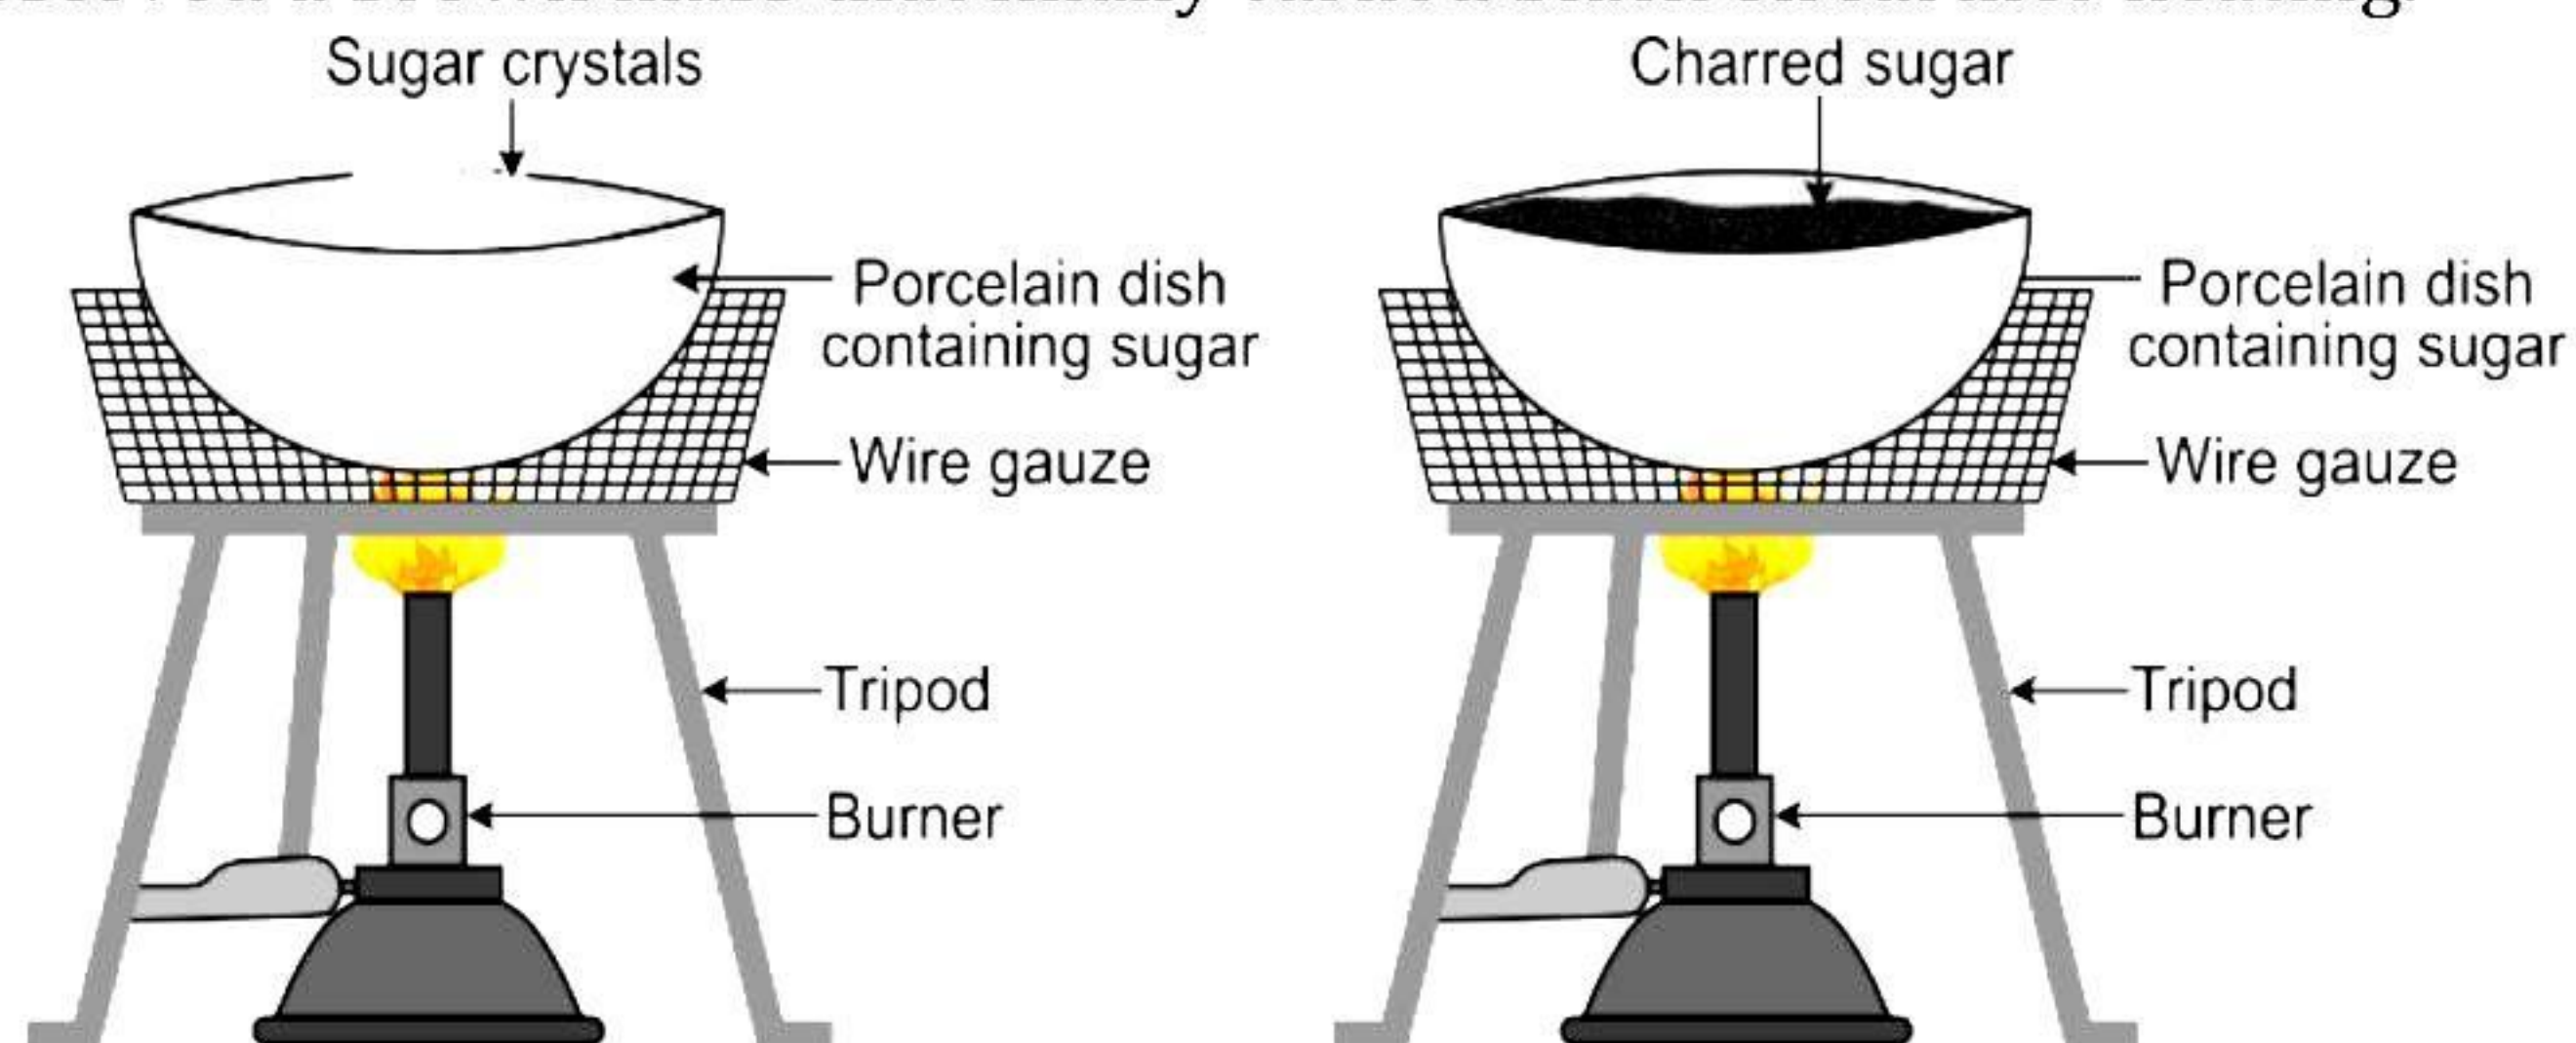 Sugar crystals
Porcelain dish
containing sugar
Wire gauze
Tripod
Burner
Charred sugar
Porcelain dish
containing sugar
Wire gauze
Tripod
Burner